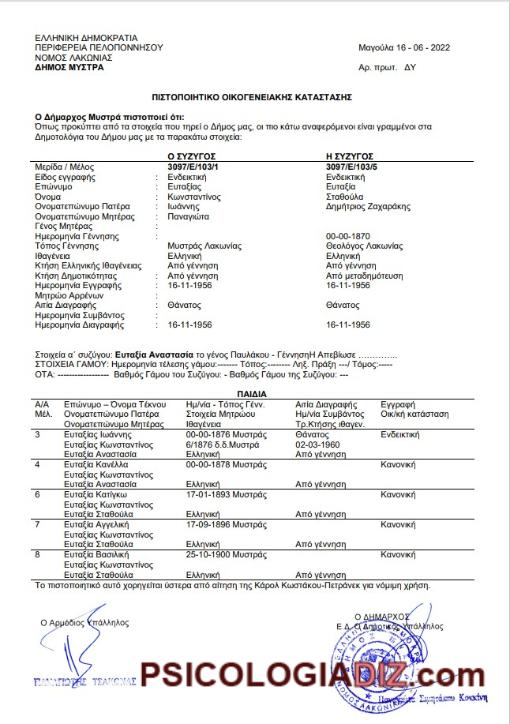 ΕΛΛΗΝΙΚΗ ΔΗΜΟΚΡΑΤΙΑ
ΠΕΡΙΦΕΡΕΙΑ ΠΕΛΟΠΟΝΝΗΣΟΥ Μαγούλα 16 - 06 - 2022
ΝΟΜΟΣ ΛΑΚΩΝΙΑΣ
ΔΗΜΟΣ ΜΥΣΤΡΑ Αρ. πρωτ. ΔΥ
ΠΙΣΤΟΠΟΙΗΤΙΚΟ ΟΙΚΟΓΕΝΕΙΑΚΗΣ ΚΑΤΑΣΤΑΣΗΣ
Ο Δήμαρχος Μυστρά πιστοποιεί ότι:
Όπως προκύπτει από τα στοιχεία που τηρεί ο Δήμος μας, οι πιο κάτω αναφερόμενοι είναι γραμμένοι στα
Δημοτολόγια του Δήμου μας με τα παρακάτω στοιχεία:
Ο ΣΥΖΥΓΟΣ Η ΣΥΖΥΓΟΣ
Μερίδα / Μέλος : 3097/Ε/103/1 3097/Ε/103/5
Είδος εγγραφής : Ενδεικτική Ενδεικτική
Επώνυμο : Ευταξίας Ευταξία
Όνομα : Κωνσταντίνος Σταθούλα
Ονοματεπώνυμο Πατέρα : Ιωάννης Δημήτριος Ζαχαράκης
Ονοματεπώνυμο Μητέρας : Παναγιώτα
Γένος Μητέρας :
Ημερομηνία Γέννησης : 00-00-1870
Τόπος Γέννησης : Μυστράς Λακωνίας Θεολόγος Λακωνίας
Ιθαγένεια : Ελληνική Ελληνική
Κτήση Ελληνικής Ιθαγένειας : Από γέννηση Από γέννηση
Κτήση Δημοτικότητας : Από γέννηση Από μεταδημότευση
Ημερομηνία Εγγραφής : 16-11-1956 16-11-1956
Μητρώο Αρρένων :
Αιτία Διαγραφής : Θάνατος Θάνατος
Ημερομηνία Συμβάντος :
Ημερομηνία Διαγραφής : 16-11-1956 16-11-1956
Στοιχεία α΄ συζύγου: Ευταξία Αναστασία το γένος Παυλάκου - ΓέννησηΗ Απεβίωσε …………..
ΣΤΟΙΧΕΙΑ ΓΑΜΟΥ: Ημερομηνία τέλεσης γάμου:------- Τόπος:-------- Ληξ. Πράξη ---/ Τόμος:-----
ΟΤΑ: ------------------ Βαθμός Γάμου του Συζύγου: - Βαθμός Γάμου της Συζύγου: ---
ΠΑΙΔΙΑ
Α/Α Επώνυμο – Όνομα Τέκνου Ημ/νία - Τόπος Γένν. Αιτία Διαγραφής Εγγραφή
Μέλ. Ονοματεπώνυμο Πατέρα Στοιχεία Μητρώου Ημ/νία Συμβάντος Οικ/κή κατάσταση
Ονοματεπώνυμο Μητέρας Ιθαγένεια Τρ.Κτήσης ιθαγεν.
3 Ευταξίας Ιωάννης 00-00-1876 Μυστράς Θάνατος Ενδεικτική
Ευταξίας Κωνσταντίνος 6/1876 δ.δ.Μυστρά 02-03-1960
Ευταξία Αναστασία Ελληνική Από γέννηση
4 Ευταξία Κανέλλα 00-00-1878 Μυστράς Κανονική
Ευταξίας Κωνσταντίνος
Ευταξία Αναστασία Ελληνική Από γέννηση
6 Ευταξία Κατίγκω 17-01-1893 Μυστράς Κανονική
Ευταξίας Κωνσταντίνος
Ευταξία Σταθούλα Ελληνική Από γέννηση
7 Ευταξία Αγγελική 17-09-1896 Μυστράς Κανονική
Ευταξίας Κωνσταντίνος
Ευταξία Σταθούλα Ελληνική Από γέννηση
8 Ευταξία Βασιλική 25-10-1900 Μυστράς Κανονική
Ευταξίας Κωνσταντίνος
Ευταξία Σταθούλα Ελληνική Από γέννηση
Το πιστοποιητικό αυτό χορηγείται ύστερα από αίτηση της Κάρολ Κωστάκου-Πετράνεκ για νόμιμη χρήση.
Ο Αρμόδιος Υπάλληλος Ο ΔΗΜΑΡΧΟΣ
Ε.Δ. Ο Δημοτικός Υπάλληλος
ΠΑΝΑΓΙΩΤΗΣ ΤΣΑΚΩΝΑΣ
PSICOLOGIADIZ.com